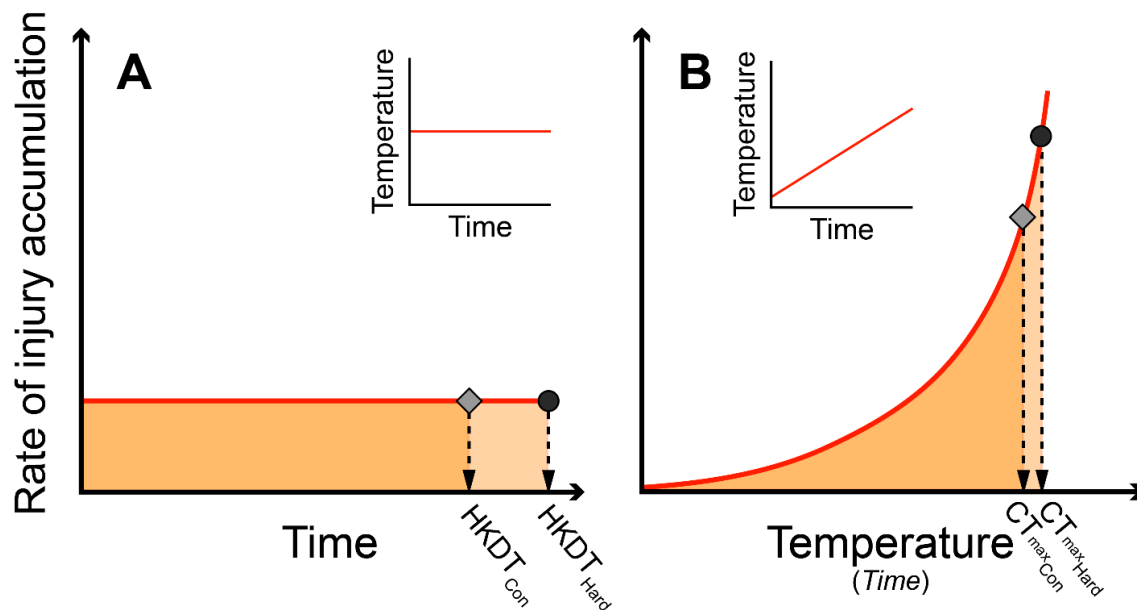 Rate of injury accumulation
A
Temperature
Time
Time
HKDT Con
HKDT Hard
B
Temperature
Time
Temperature
(Time)
CT max Con
CT max Hard